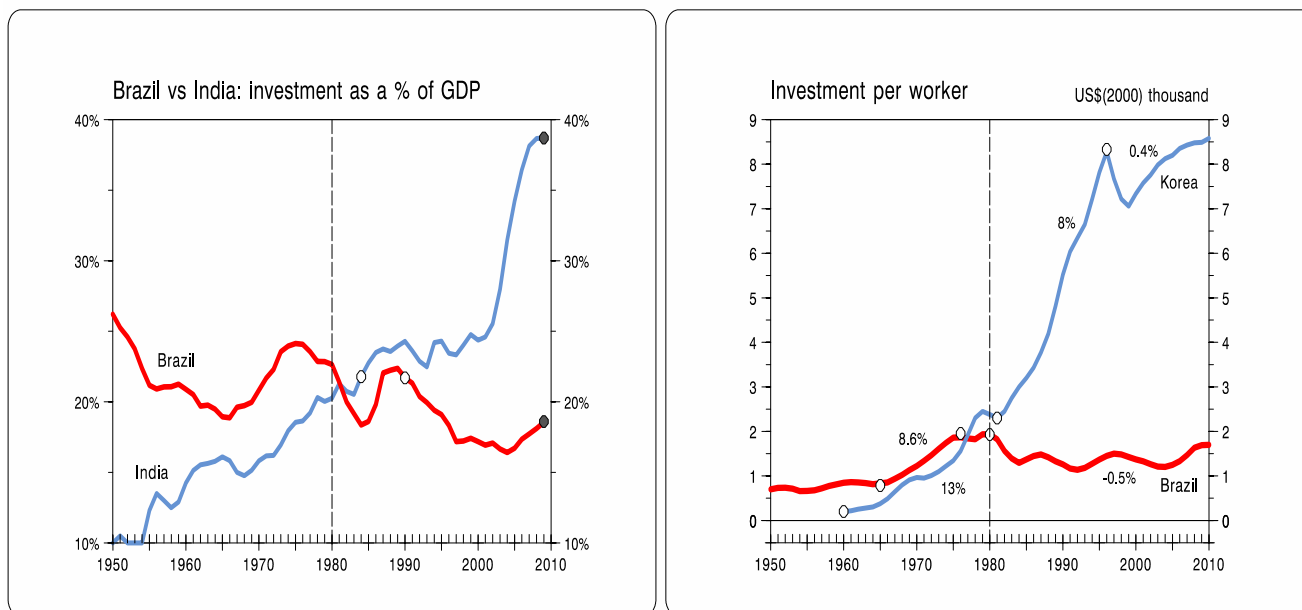 Brazil vs India: investment as a % of GDP
40% 40%
30% 30%
Brazil
20% 20%
India
10% 10%
1950 1960 1970 1980 1990 2000 2010
Investment per worker
US$(2000) thousand
9 9
8 0.4% 8
Korea
7 7
8%
6 6
5 5
4 4
3 3
2 2
8.6%
1 13% -0.5% 1
Brazil
0 0
1950 1960 1970 1980 1990 2000 2010